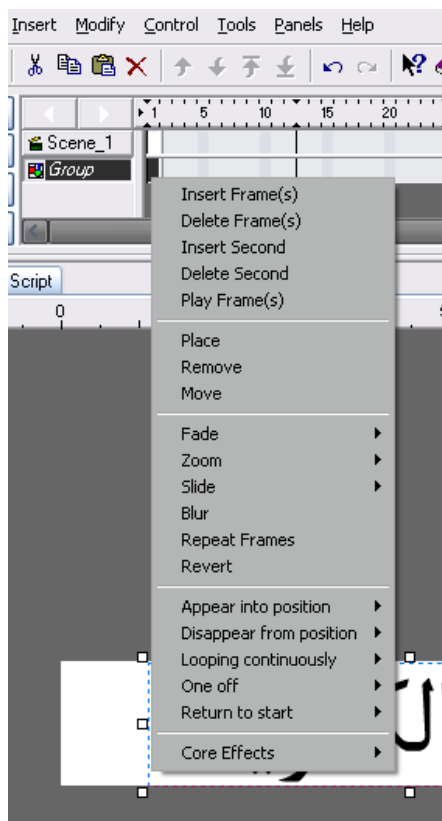 Insert Modify Control Tools Panels Help
1 5 10 15 20
Scene_1
Group
Script
0
Insert Frame(s)
Delete Frame(s)
Insert Second
Delete Second
Play Frame(s)
Place
Remove
Move
Fade
Zoom
Slide
Blur
Repeat Frames
Revert
Appear into position
Disappear from position
Looping continuously
One off
Return to start
Core Effects